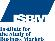 ISBM
Institute for
the Study of
Business Markets